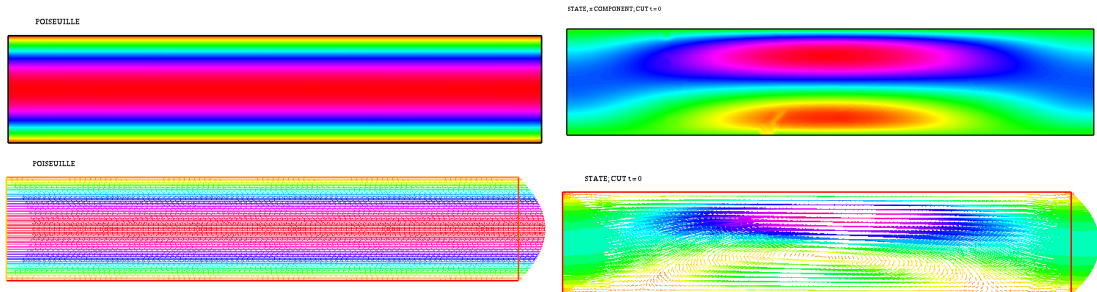 POISEUILLE
STATE, x COMPONENT, CUT t = 0
POISEUILLE
STATE, CUT t = 0